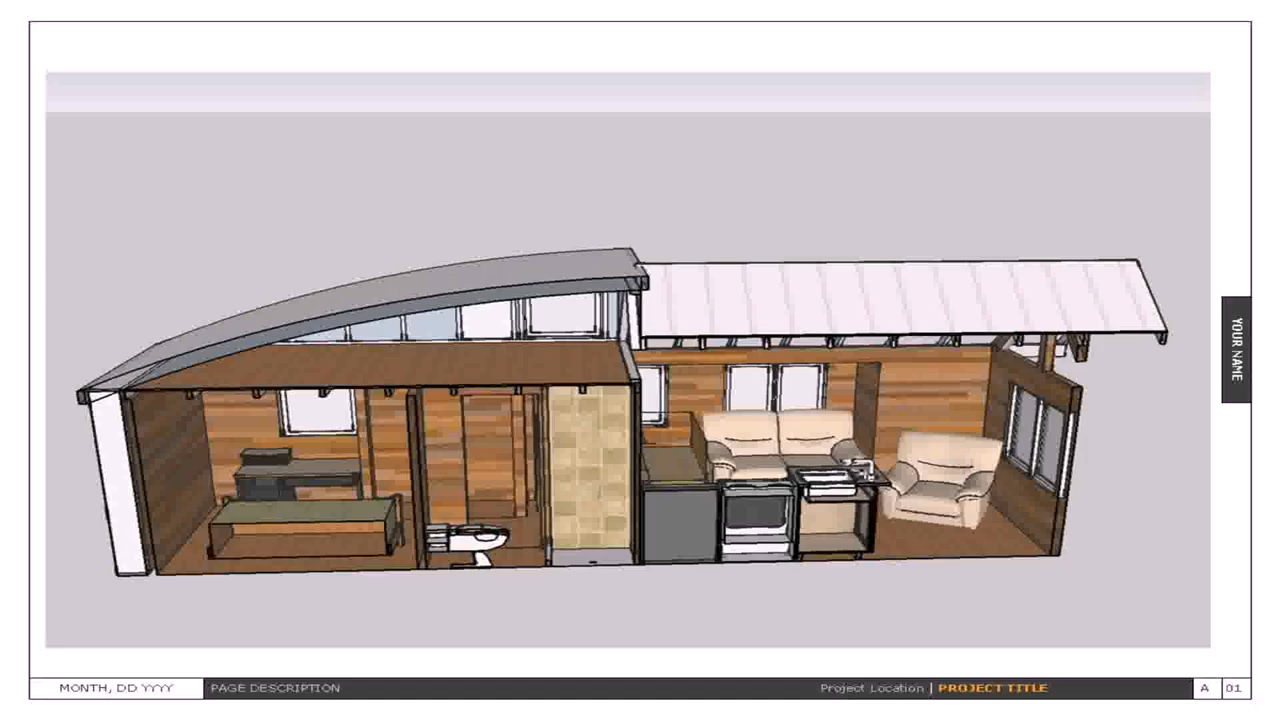 YOUR NAME
MONTH, DD YYYY
PAGE DESCRIPTION
Project Location | PROJECT TITLE
A
01